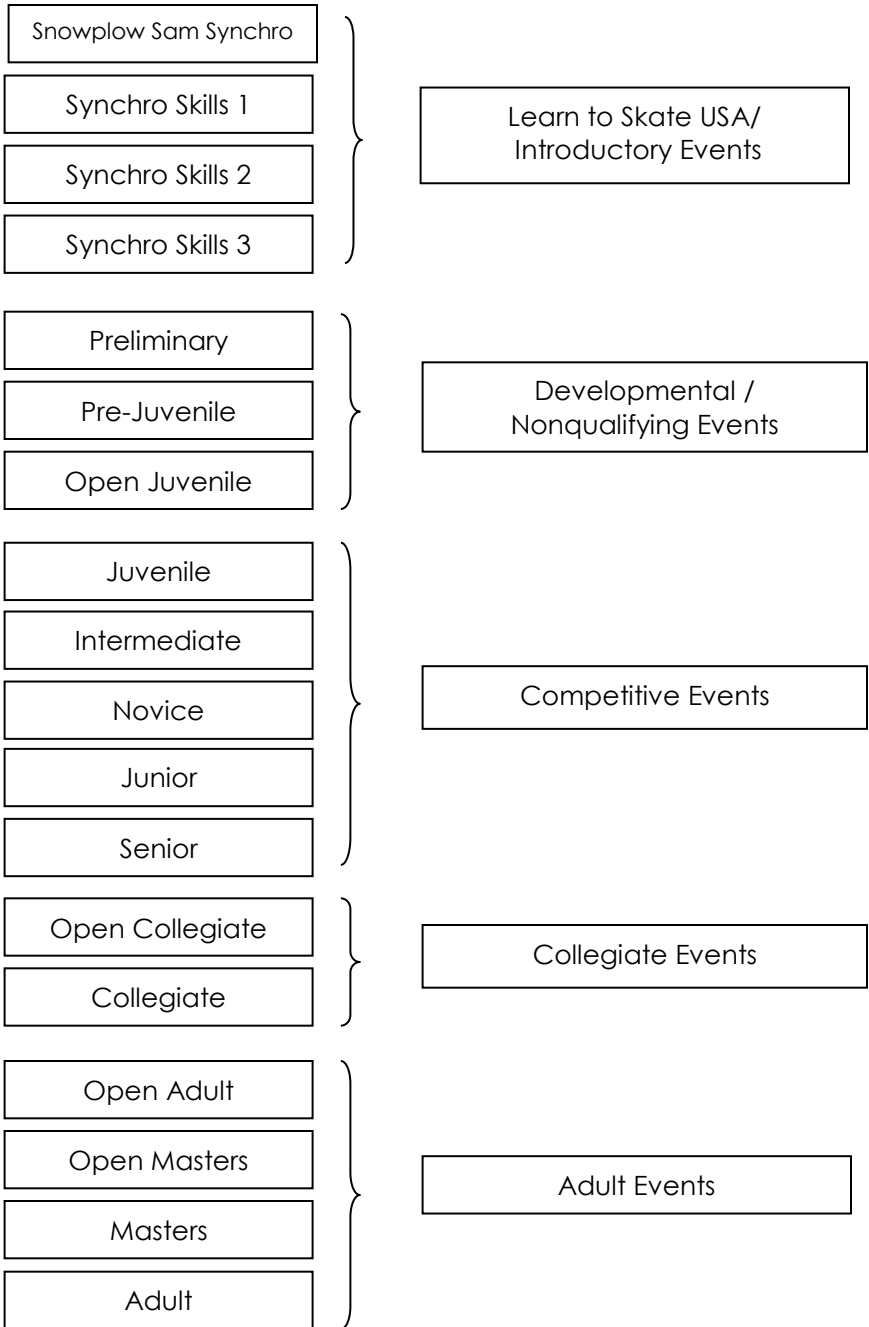 Snowplow Sam Synchro
Synchro Skills 1
Synchro Skills 2
Synchro Skills 3
Learn to Skate USA/
Introductory Events
Preliminary
Pre-Juvenile
Open Juvenile
Developmental /
Nonqualifying Events
Juvenile
Intermediate
Novice
Junior
Senior
Competitive Events
Open Collegiate
Collegiate
Collegiate Events
Open Adult
Open Masters
Masters
Adult
Adult Events